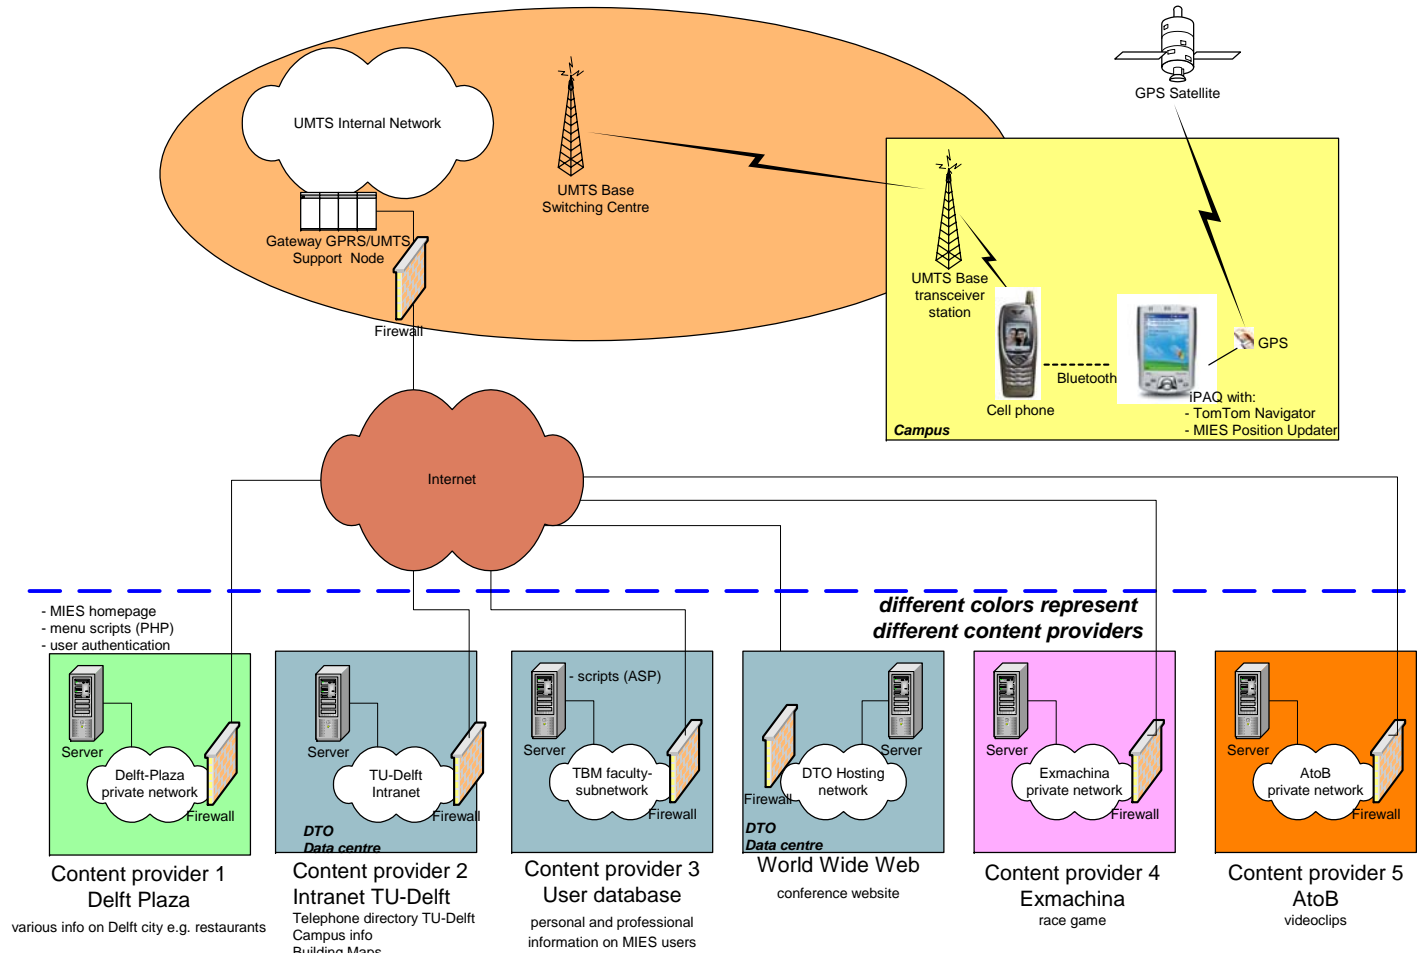 GPS Satellite
UMTS Internal Network
UMTS Base
Switching Centre
Gateway GPRS/UMTS
Support Node
Firewall
UMTS Base
transceiver
station
GPS
Bluetooth
Cell phone
iPAQ with:
- TomTom Navigator
- MIES Position Updater
Campus
Internet
different colors represent
different content providers
- MIES homepage
- menu scripts (PHP)
- user authentication
Server
Delft-Plaza
private network
Firewall
Content provider 1
Delft Plaza
various info on Delft city e.g. restaurants
Server
TU-Delft
Intranet
Firewall
DTO
Data centre
Content provider 2
Intranet TU-Delft
Telephone directory TU-Delft
Campus info
Building Maps
- scripts (ASP)
Server
TBM faculty-
subnetwork
Firewall
Content provider 3
User database
personal and professional
information on MIES users
Server
DTO Hosting
network
Firewall
DTO
Data centre
World Wide Web
conference website
Server
Exmachina
private network
Firewall
Content provider 4
Exmachina
race game
Server
AtoB
private network
Firewall
Content provider 5
AtoB
videoclips